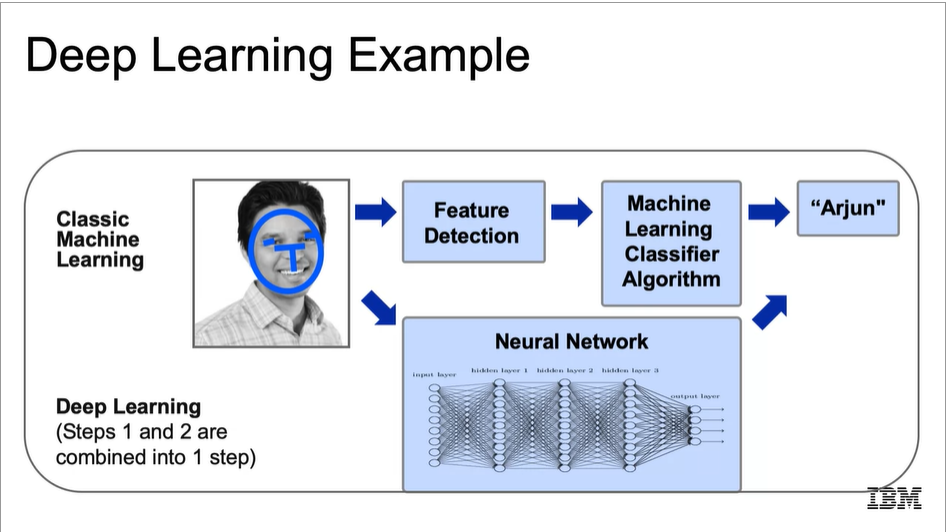 Deep Learning Example
Classic
Machine
Learning
Feature
Detection
Machine
Learning
Classifier
Algorithm
“Arjun"
Neural Network
input layer
hidden layer 1
hidden layer 2
hidden layer 3
output layer
Deep Learning
(Steps 1 and 2 are
combined into 1 step)
IBM